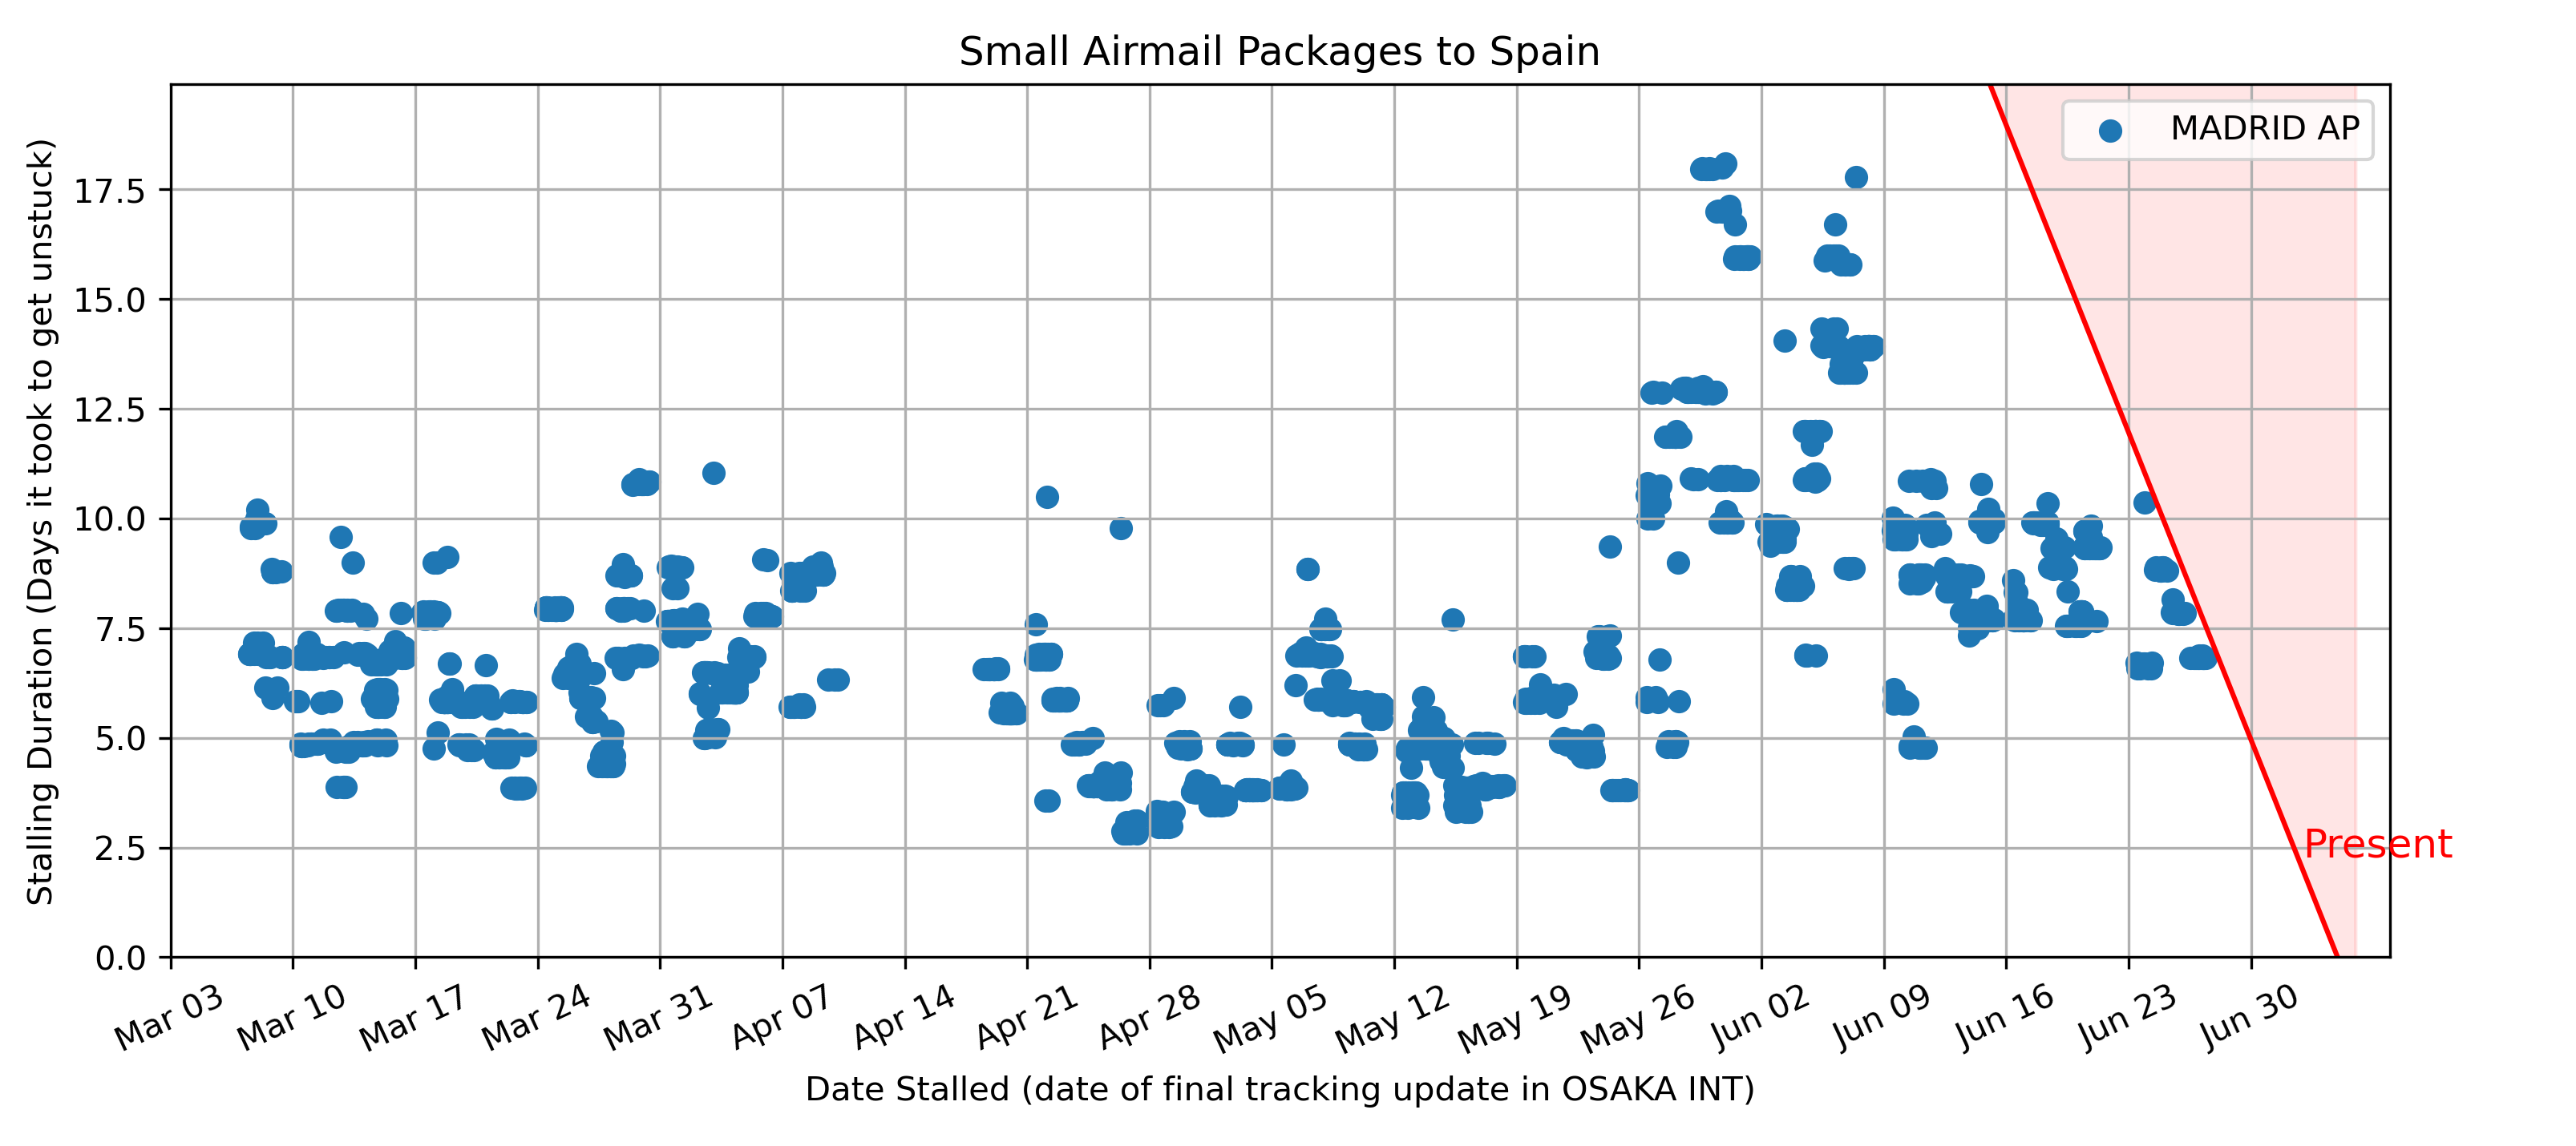 Small Airmail Packages to Spain
MADRID AP
Stalling Duration (Days it took to get unstuck)
17.5
15.0
12.5
10.0
7.5
5.0
2.5
0.0
Present
Mar 03
Mar 10
Mar 17
Mar 24
Mar 31
Apr 07
Apr 14
Apr 21
Apr 28
May 05
May 12
May 19
May 26
Jun 02
Jun 09
Jun 16
Jun 23
Jun 30
Date Stalled (date of final tracking update in OSAKA INT)